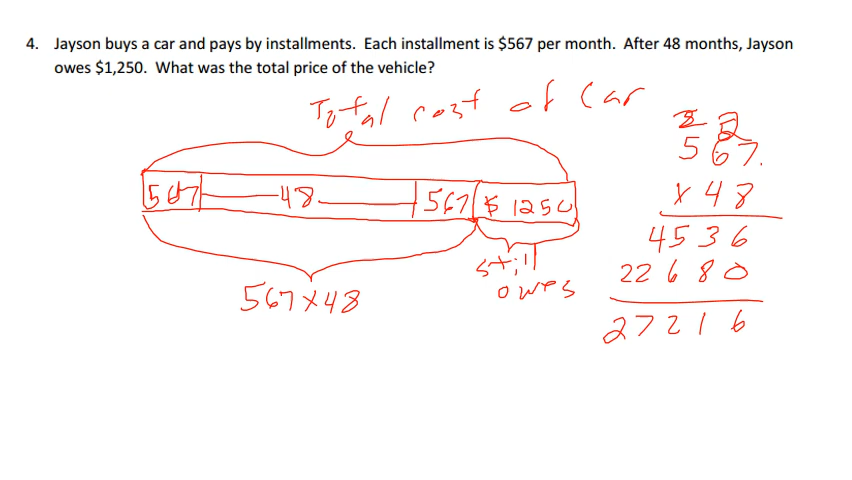 4. Jayson buys a car and pays by installments. Each installment is $567 per month. After 48 months, Jayson
owes $1,250. What was the total price of the vehicle?
Total cost of Car
567 48 567 $ 1250
still
owes
567 x 48
567.
x 48
4536
22680
27216